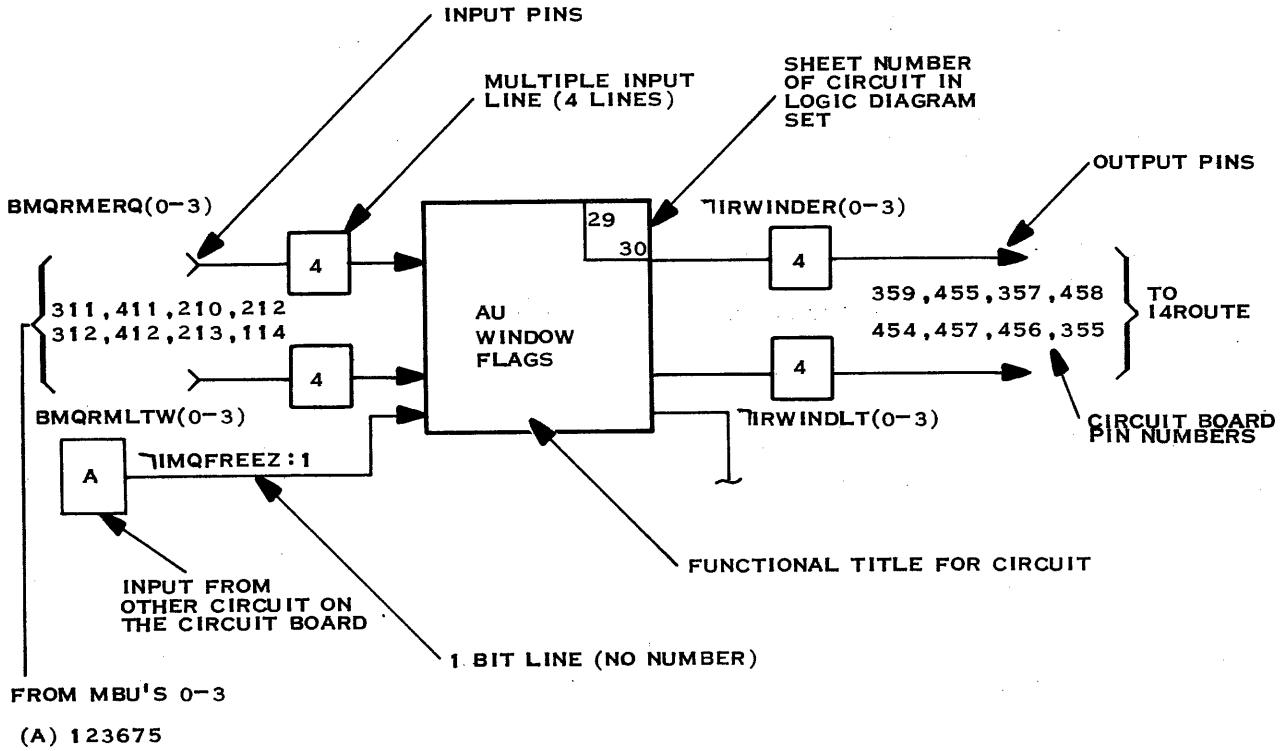 INPUT PINS
MULTIPLE INPUT
LINE (4 LINES)
SHEET NUMBER
OF CIRCUIT IN
LOGIC DIAGRAM
SET
OUTPUT PINS
BMQRMERQ(0-3)
4
29
30
¬IRWINDER(0-3)
4
311,411,210,212
312,412,213,114
AU
WINDOW
FLAGS
359,455,357,458
454,457,456,355
TO
I4ROUTE
4
4
BMQRMLTW(0-3)
¬IRWINDLT(0-3)
CIRCUIT BOARD
PIN NUMBERS
A
¬IMQFREEZ:1
FUNCTIONAL TITLE FOR CIRCUIT
INPUT FROM
OTHER CIRCUIT ON
THE CIRCUIT BOARD
1 BIT LINE (NO NUMBER)
FROM MBU'S 0-3
(A) 123675